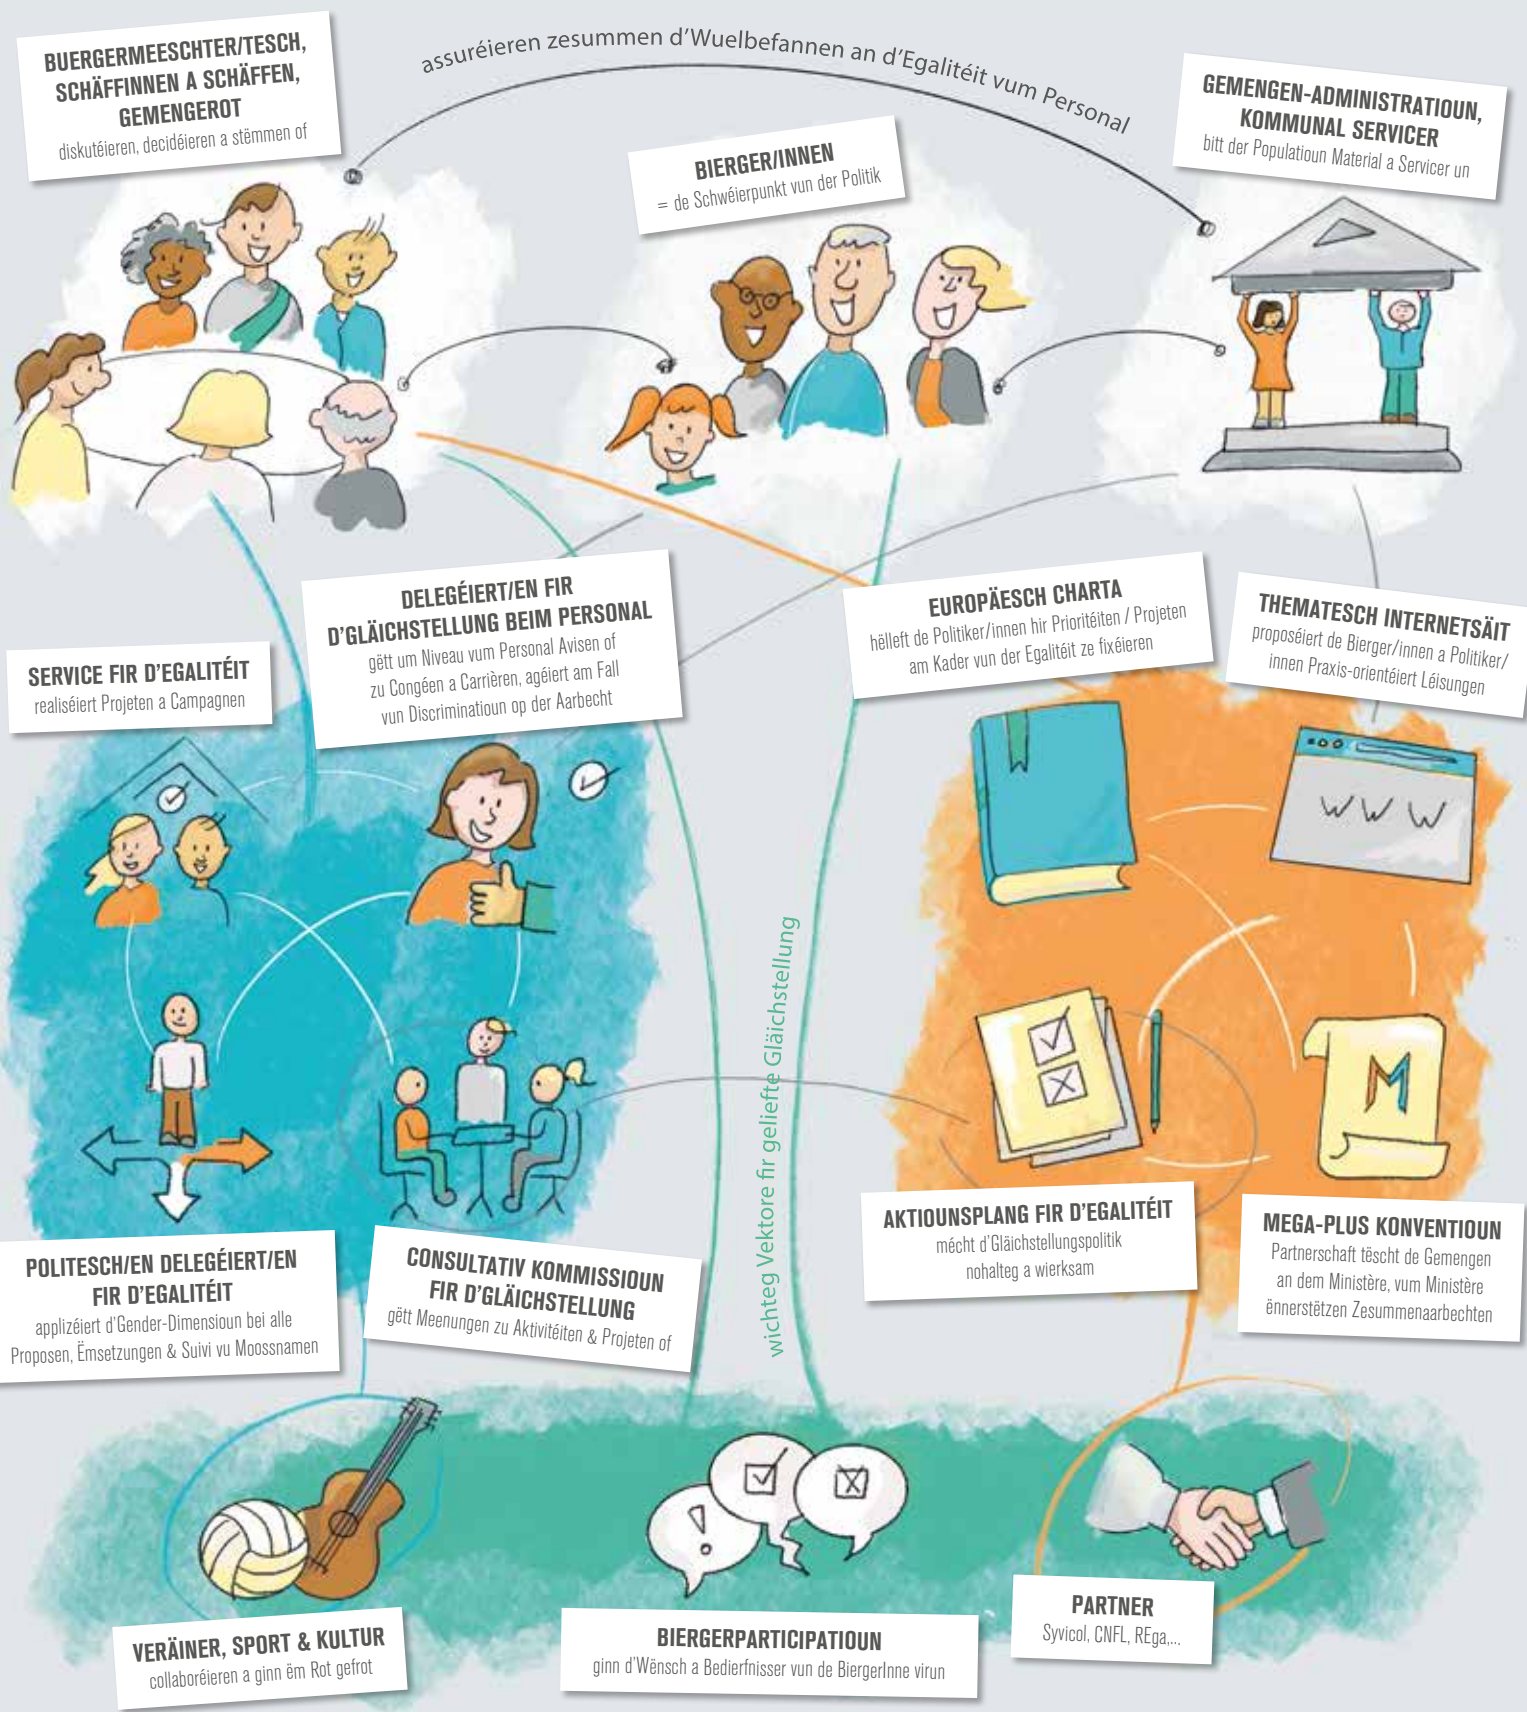 BUERGERMEESCHTER/TESCH,
SCHÄFFINNEN A SCHÄFFEN,
GEMENGEROT
diskutéieren, decidéieren a stëmmen of
assuréieren zesummen d'Wuelbefannen an d'Egalitéit vum Personal
BIERGER/INNEN
= de Schwéierpunkt vun der Politik
GEMENGEN-ADMINISTRATIOUN,
KOMMUNAL SERVICER
bitt der Populatioun Material a Servicer un
SERVICE FIR D'EGALITÉIT
realiséiert Projeten a Campagnen
DELEGÉIERT/EN FIR
D'GLÄICHSTELLUNG BEIM PERSONAL
gëtt um Niveau vum Personal Avisen of
zu Congéen a Carrièren, agéiert am Fall
vun Discriminatioun op der Aarbecht
EUROPÄESCH CHARTA
hëlleft de Politiker/innen hir Prioritéiten / Projeten
am Kader vun der Egalitéit ze fixéieren
THEMATESCH INTERNETSÄIT
proposéiert de Bierger/innen a Politiker/
innen Praxis-orientéiert Léisungen
W W W
M
wichteg Vektore fir geliefte Gläichstellung
POLITESCH/EN DELEGÉIERT/EN
FIR D'EGALITÉIT
applizéiert d'Gender-Dimensioun bei alle
Proposen, Ëmsetzungen & Suivi vu Moossnamen
CONSULTATIV KOMMISSIOUN
FIR D'GLÄICHSTELLUNG
gëtt Meenungen zu Aktivitéiten & Projeten of
AKTIOUNSPLANG FIR D'EGALITÉIT
mécht d'Gläichstellungspolitik
nohalteg a wierksam
MEGA-PLUS KONVENTIOUN
Partnerschaft tëscht de Gemengen
an dem Ministère, vum Ministère
ënnerstëtzen Zesummenaarbechten
!
VERÄINER, SPORT & KULTUR
collaboréieren a ginn ëm Rot gefrot
BIERGERPARTICIPATIOUN
ginn d'Wënsch a Bedierfnisser vun de BiergerInne virun
PARTNER
Syvicol, CNFL, REga,...